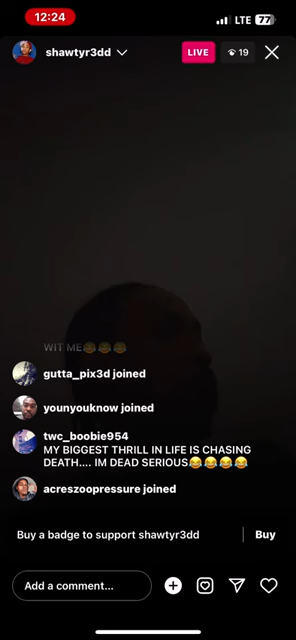 12:24
LTE 77
shawtyr3dd
LIVE
19
WIT ME😂😂😂
gutta_pix3d joined
younyouknow joined
twc_boobie954
MY BIGGEST THRILL IN LIFE IS CHASING
DEATH.... IM DEAD SERIOUS😂😂😂😂
acreszoopressure joined
Buy a badge to support shawtyr3dd
Buy
Add a comment...